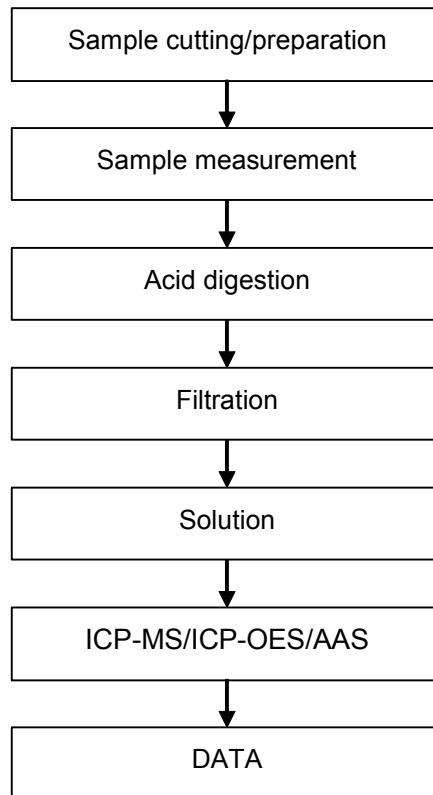 Sample cutting/preparation
Sample measurement
Acid digestion
Filtration
Solution
ICP-MS/ICP-OES/AAS
DATA